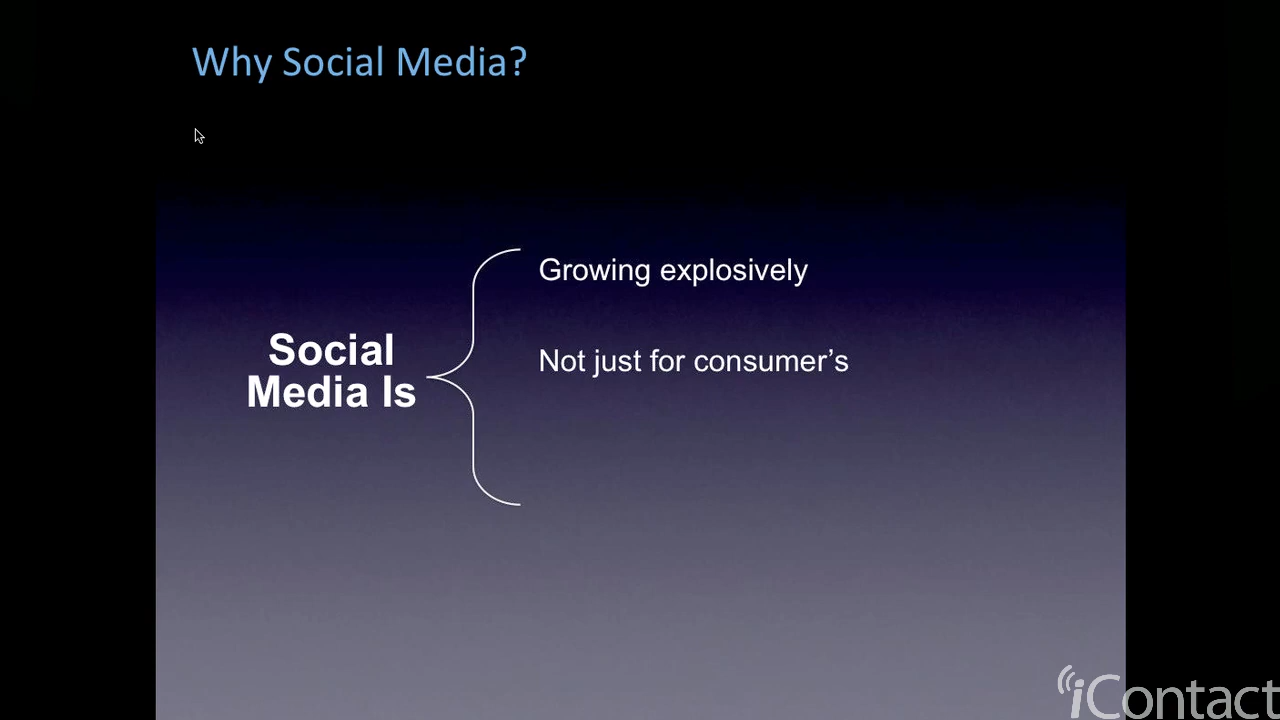 Why Social Media?
Growing explosively
Social
Media Is
Not just for consumer’s
iContact